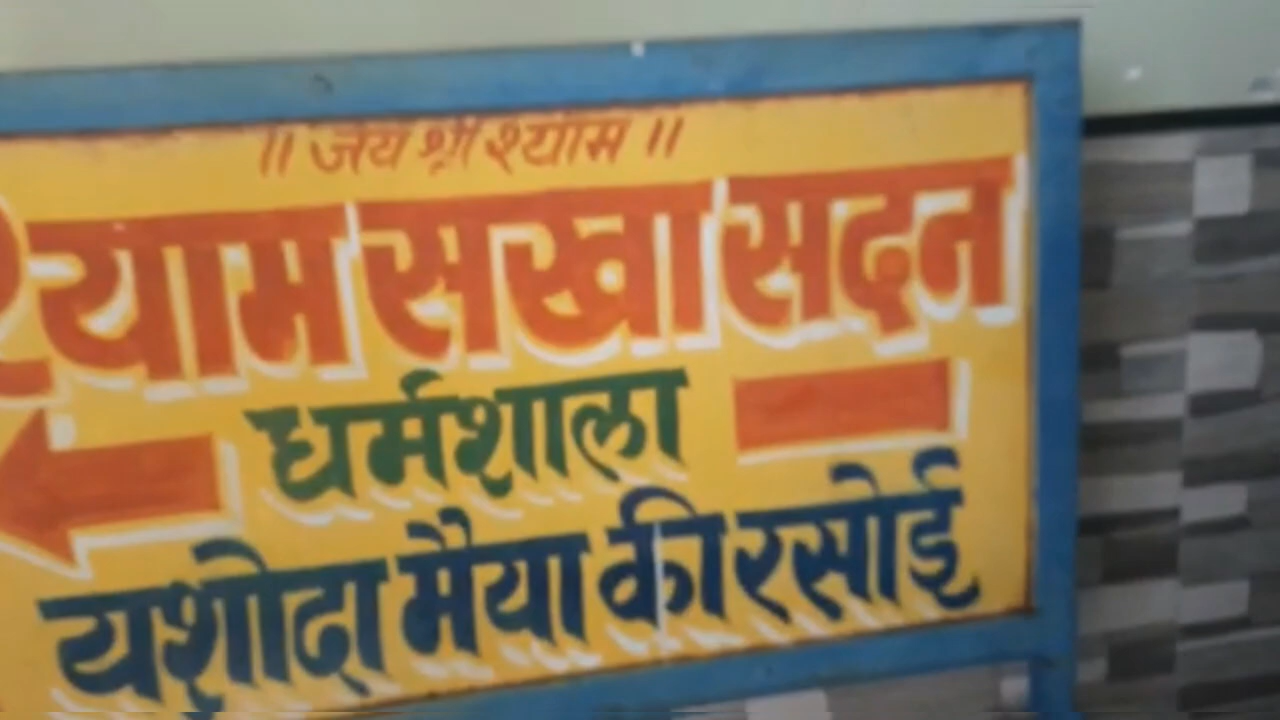 ॥ जय श्री श्याम ॥
श्याम सखा सदन
धर्मशाला
यशोदा मैया की रसोई